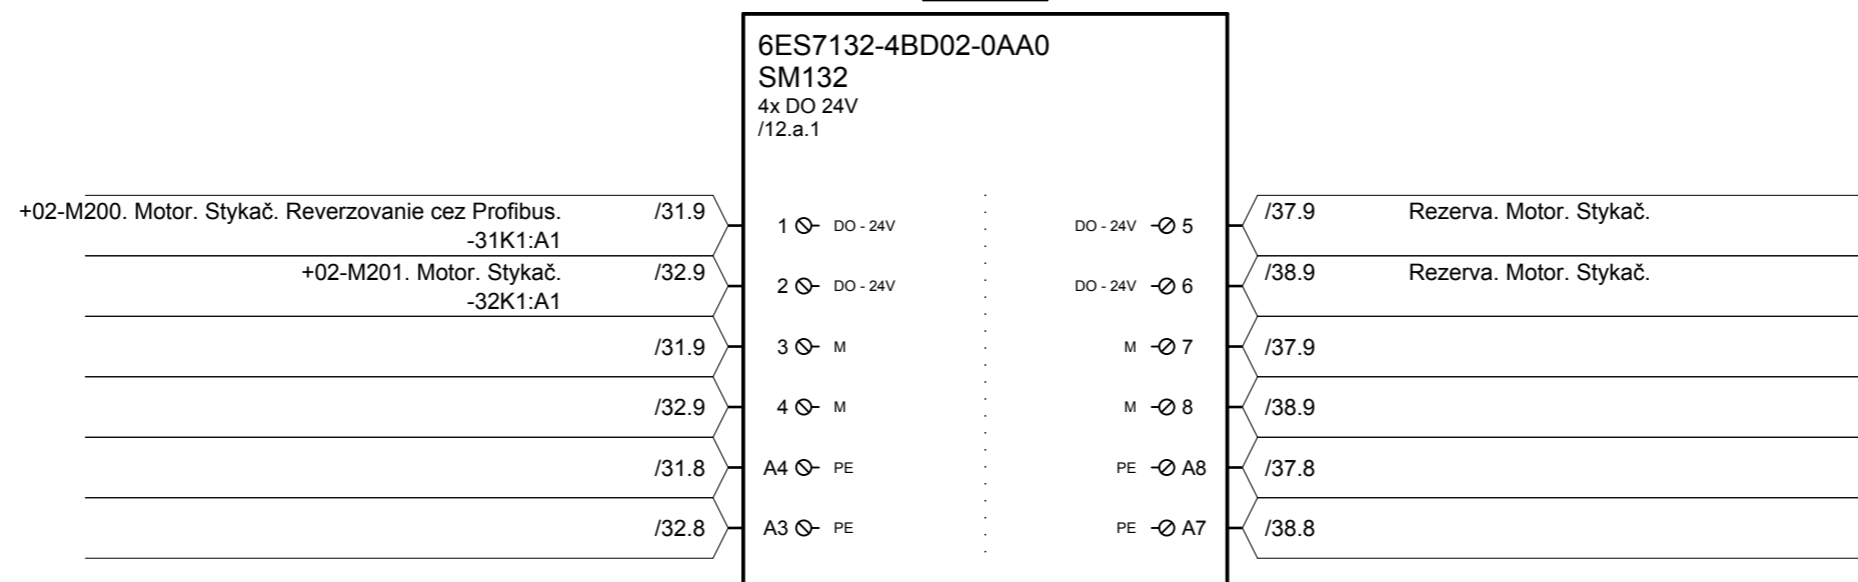 6ES7132-4BD02-0AA0
SM132
4x DO 24V
/12.a.1
+02-M200. Motor. Stykač. Reverzovanie cez Profibus. /31.9 1 DO - 24V DO - 24V 5 /37.9 Rezerva. Motor. Stykač.
-31K1:A1
+02-M201. Motor. Stykač. /32.9 2 DO - 24V DO - 24V 6 /38.9 Rezerva. Motor. Stykač.
-32K1:A1
/31.9 3 M M 7 /37.9
/32.9 4 M M 8 /38.9
/31.8 A4 PE PE A8 /37.8
/32.8 A3 PE PE A7 /38.8